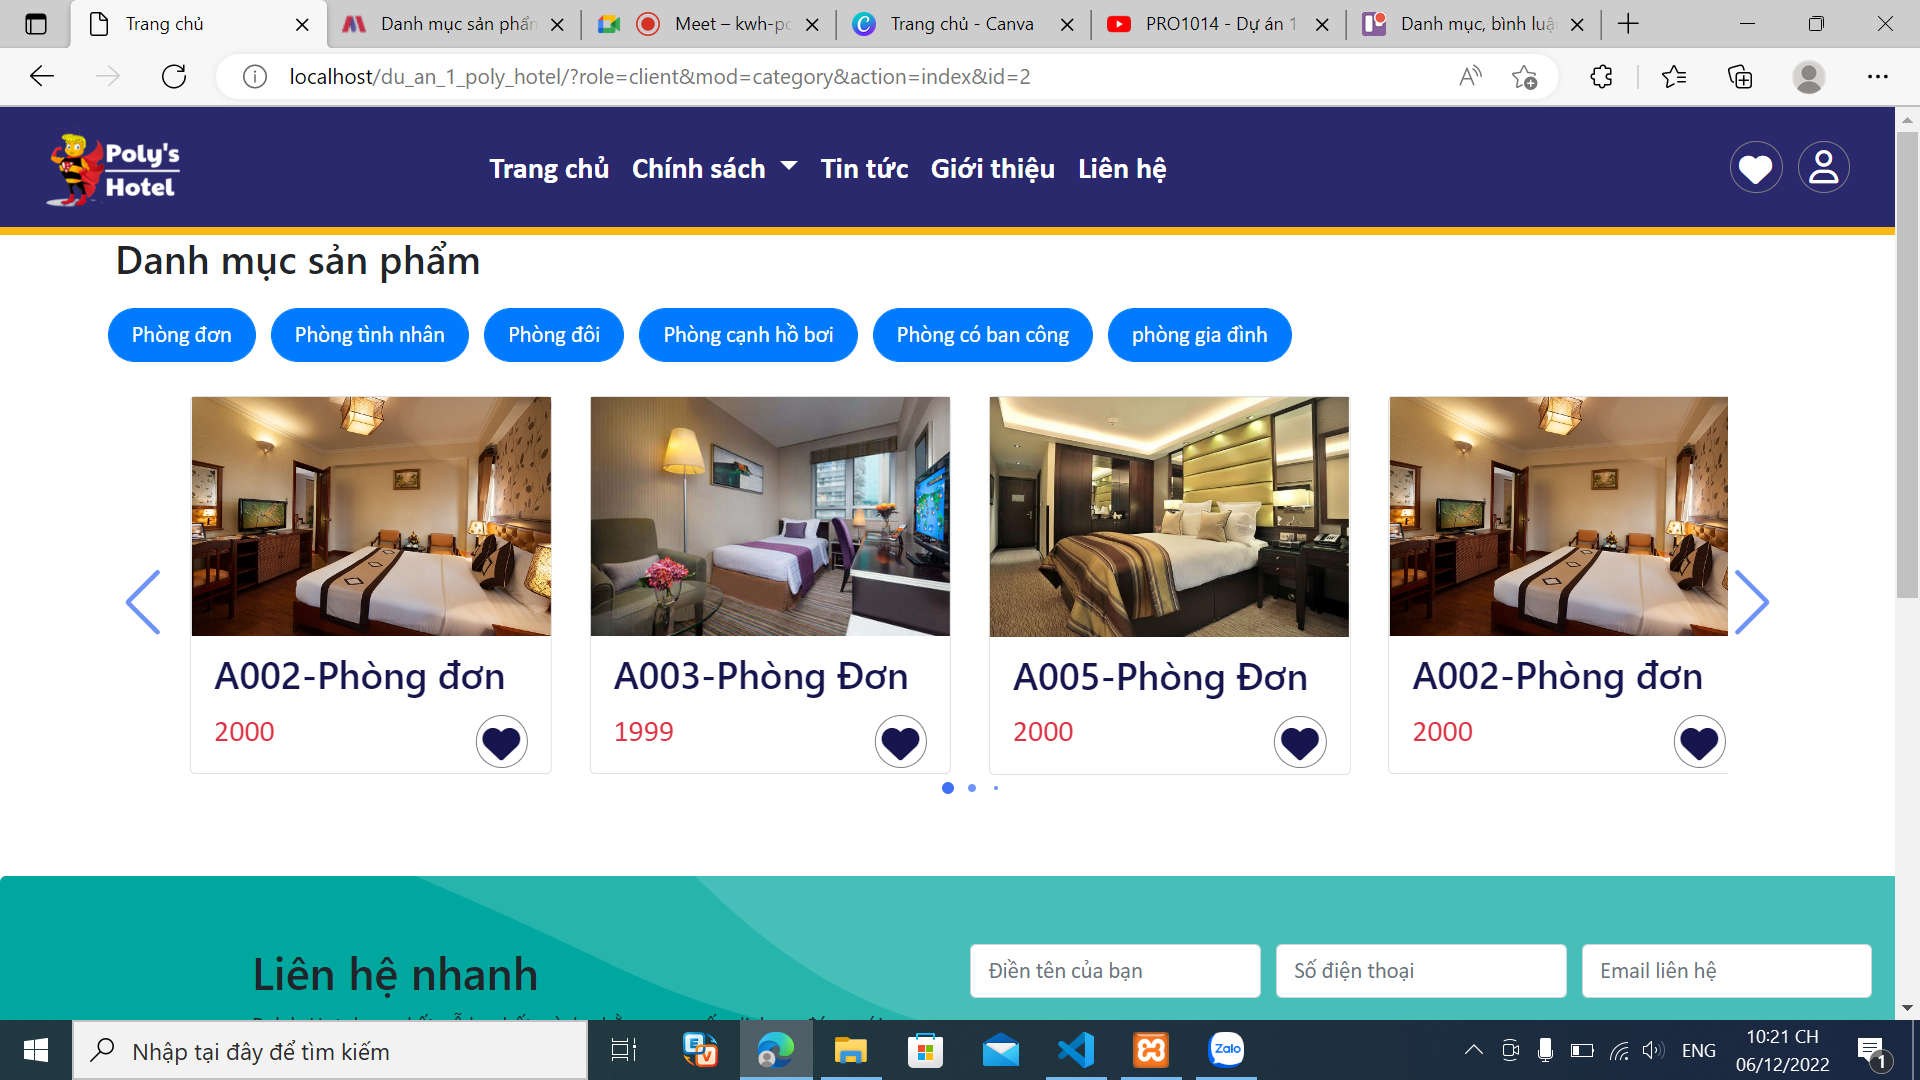 Trang chủ
Danh mục sản phẩn
Meet – kwh-po
Trang chủ - Canva
PRO1014 - Dự án 1
Danh mục, bình luậ
localhost/du_an_1_poly_hotel/?role=client&mod=category&action=index&id=2
Poly's
Hotel
Trang chủ Chính sách Tin tức Giới thiệu Liên hệ
Danh mục sản phẩm
Phòng đơn
Phòng tình nhân
Phòng đôi
Phòng cạnh hồ bơi
Phòng có ban công
phòng gia đình
A002-Phòng đơn
2000
A003-Phòng Đơn
1999
A005-Phòng Đơn
2000
A002-Phòng đơn
2000
Liên hệ nhanh
Điền tên của bạn
Số điện thoại
Email liên hệ
Nhập tại đây để tìm kiếm
Zalo
ENG
10:21 CH
06/12/2022
1